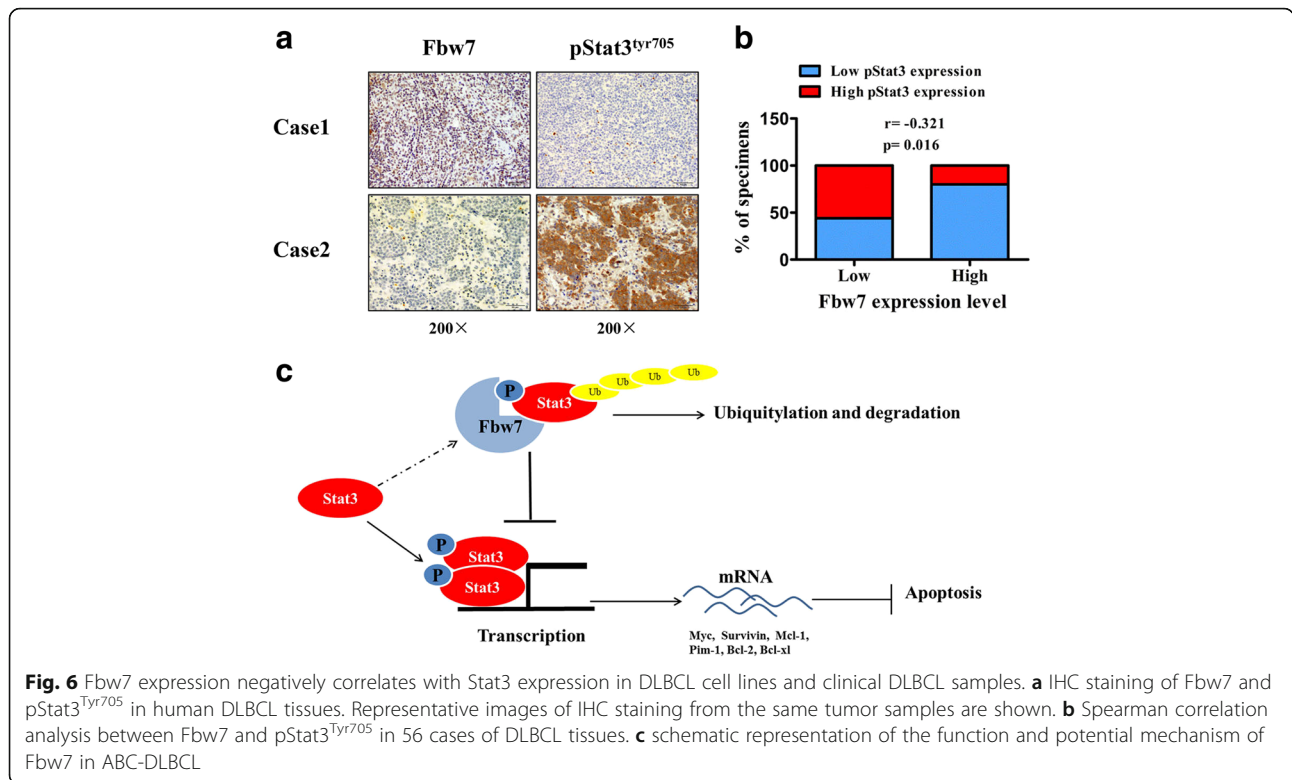 a
Fbw7 pStat3tyr705
Case1
Case2
200× 200×
b
Low pStat3 expression
High pStat3 expression
r= -0.321
p= 0.016
150
100
50
0
% of specimens
Low High
Fbw7 expression level
c
P Stat3 Ub Ub Ub Ub
Fbw7
Ubiquitylation and degradation
Stat3
P Stat3
P Stat3
Transcription
mRNA
Myc, Survivin, Mcl-1,
Pim-1, Bcl-2, Bcl-xl
Apoptosis
Fig. 6 Fbw7 expression negatively correlates with Stat3 expression in DLBCL cell lines and clinical DLBCL samples. a IHC staining of Fbw7 and
pStat3Tyr705 in human DLBCL tissues. Representative images of IHC staining from the same tumor samples are shown. b Spearman correlation
analysis between Fbw7 and pStat3Tyr705 in 56 cases of DLBCL tissues. c schematic representation of the function and potential mechanism of
Fbw7 in ABC-DLBCL